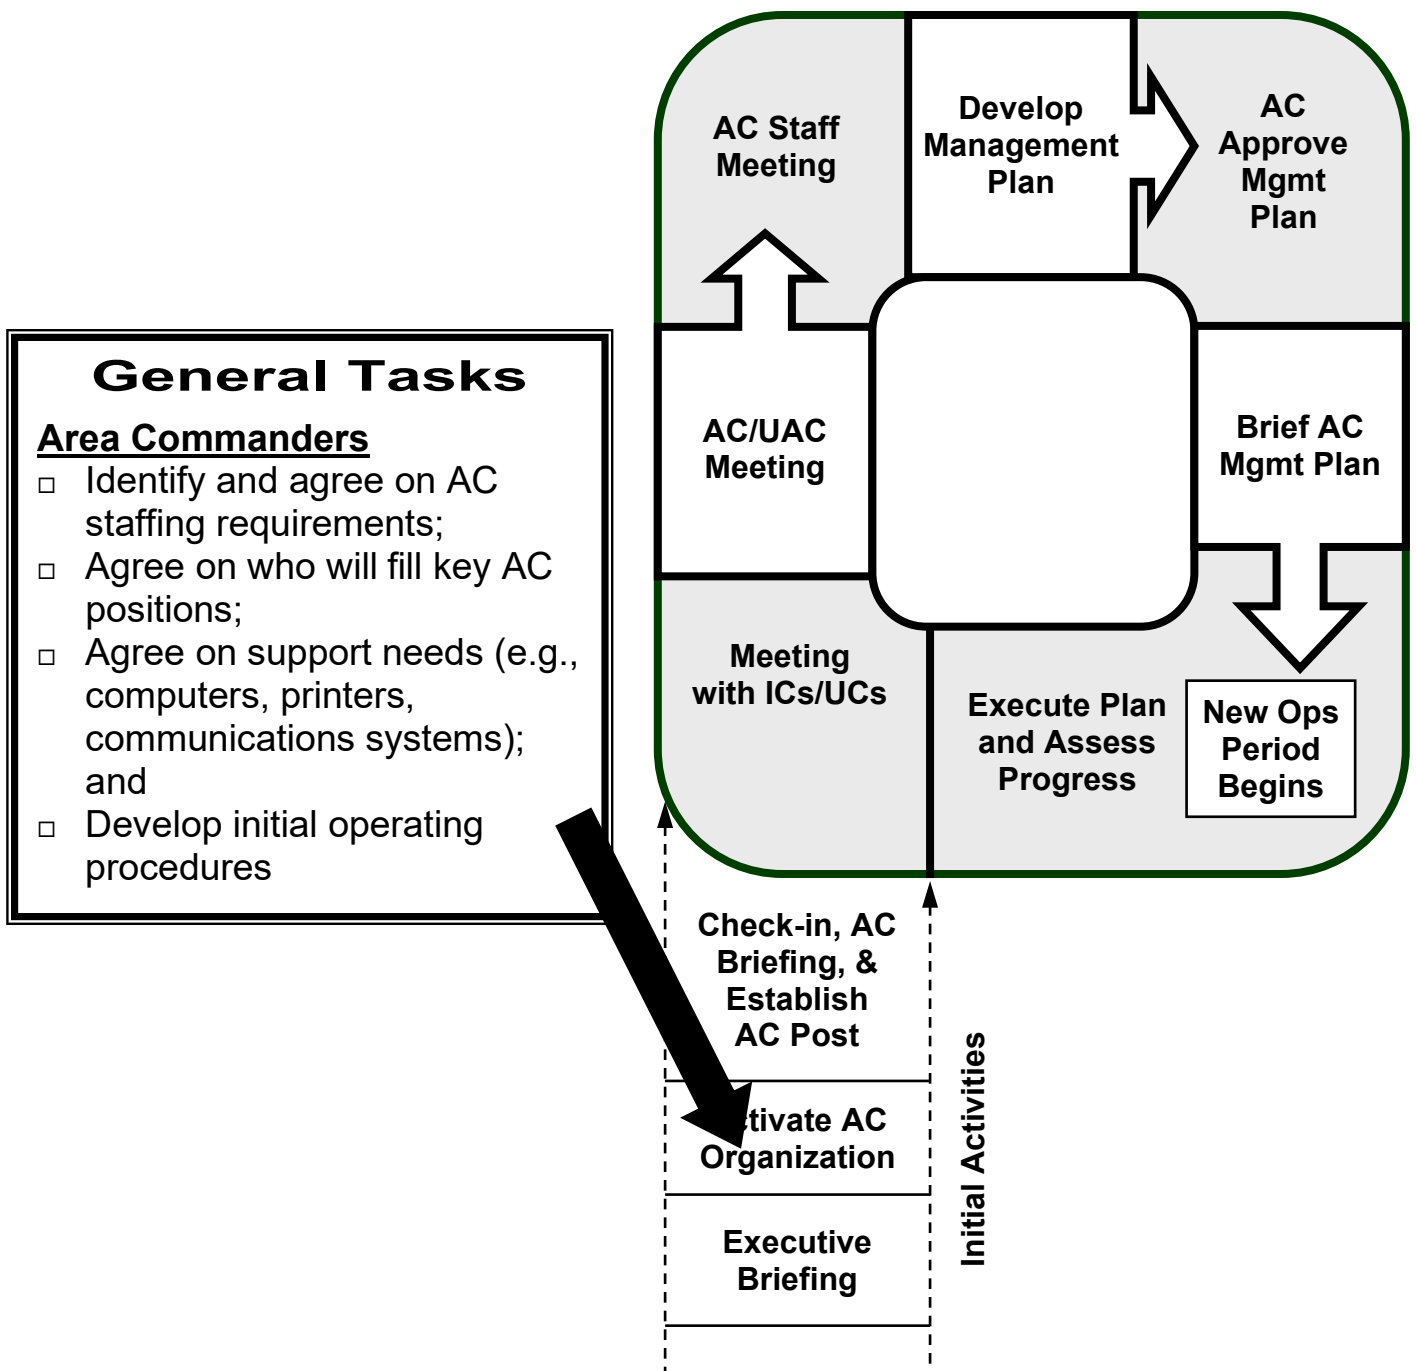 General Tasks
Area Commanders
□ Identify and agree on AC
staffing requirements;
□ Agree on who will fill key AC
positions;
□ Agree on support needs (e.g.,
computers, printers,
communications systems);
and
□ Develop initial operating
procedures
AC Staff
Meeting
Develop
Management
Plan
AC
Approve
Mgmt
Plan
AC/UAC
Meeting
Brief AC
Mgmt Plan
Meeting
with ICs/UCs
Execute Plan
and Assess
Progress
New Ops
Period
Begins
Check-in, AC
Briefing, &
Establish
AC Post
ctivate AC
Organization
Executive
Briefing
Initial Activities